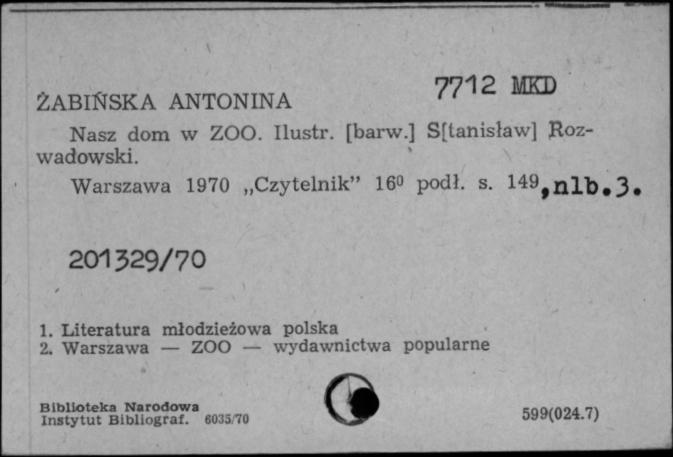 7712 MKD
ŻABIŃSKA ANTONINA
Nasz dom w ZOO. Ilustr. [barw.] S[tanisław] Roz-
wadowski.
Warszawa 1970 „Czytelnik” 16⁰ podł. s. 149, nlb. 3.
201329/70
1. Literatura młodzieżowa polska
2. Warszawa — ZOO — wydawnictwa popularne
Biblioteka Narodowa
Instytut Bibliograf. 6035/70
599(024.7)